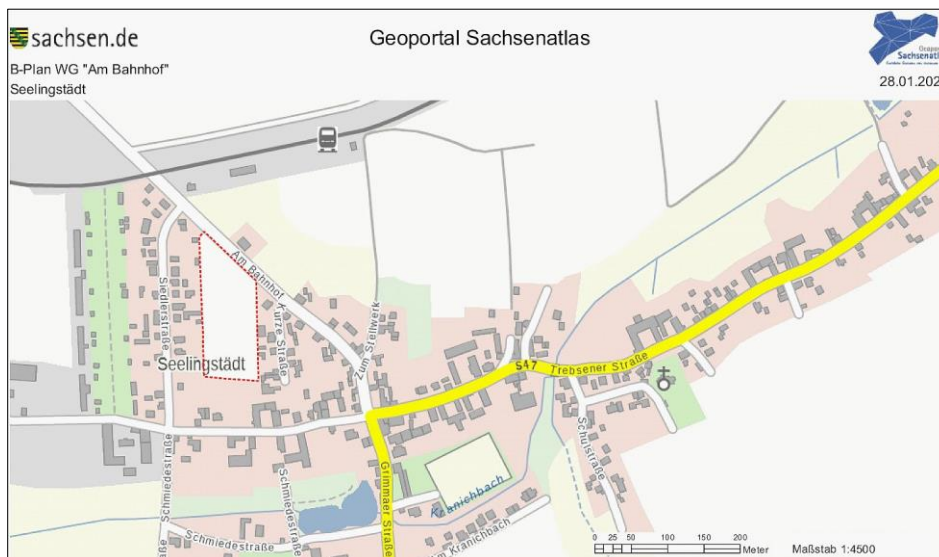 sachsen.de
Geoportal Sachsenatlas
B-Plan WG "Am Bahnhof"
Seelingstädt
28.01.202
Am Bahnhof
Siedlerstraße
Kurze Straße
Zum Stellwerk
Seelingstädt
S47
Trebsener Straße
Schulstraße
Grimmaer Straße
Schmiedestraße
Schmiedestraße
Kranichbach
Schmiedestraße
m Kranichbach
0 25 50 100 150 200
Meter
Maßstab 1:4500